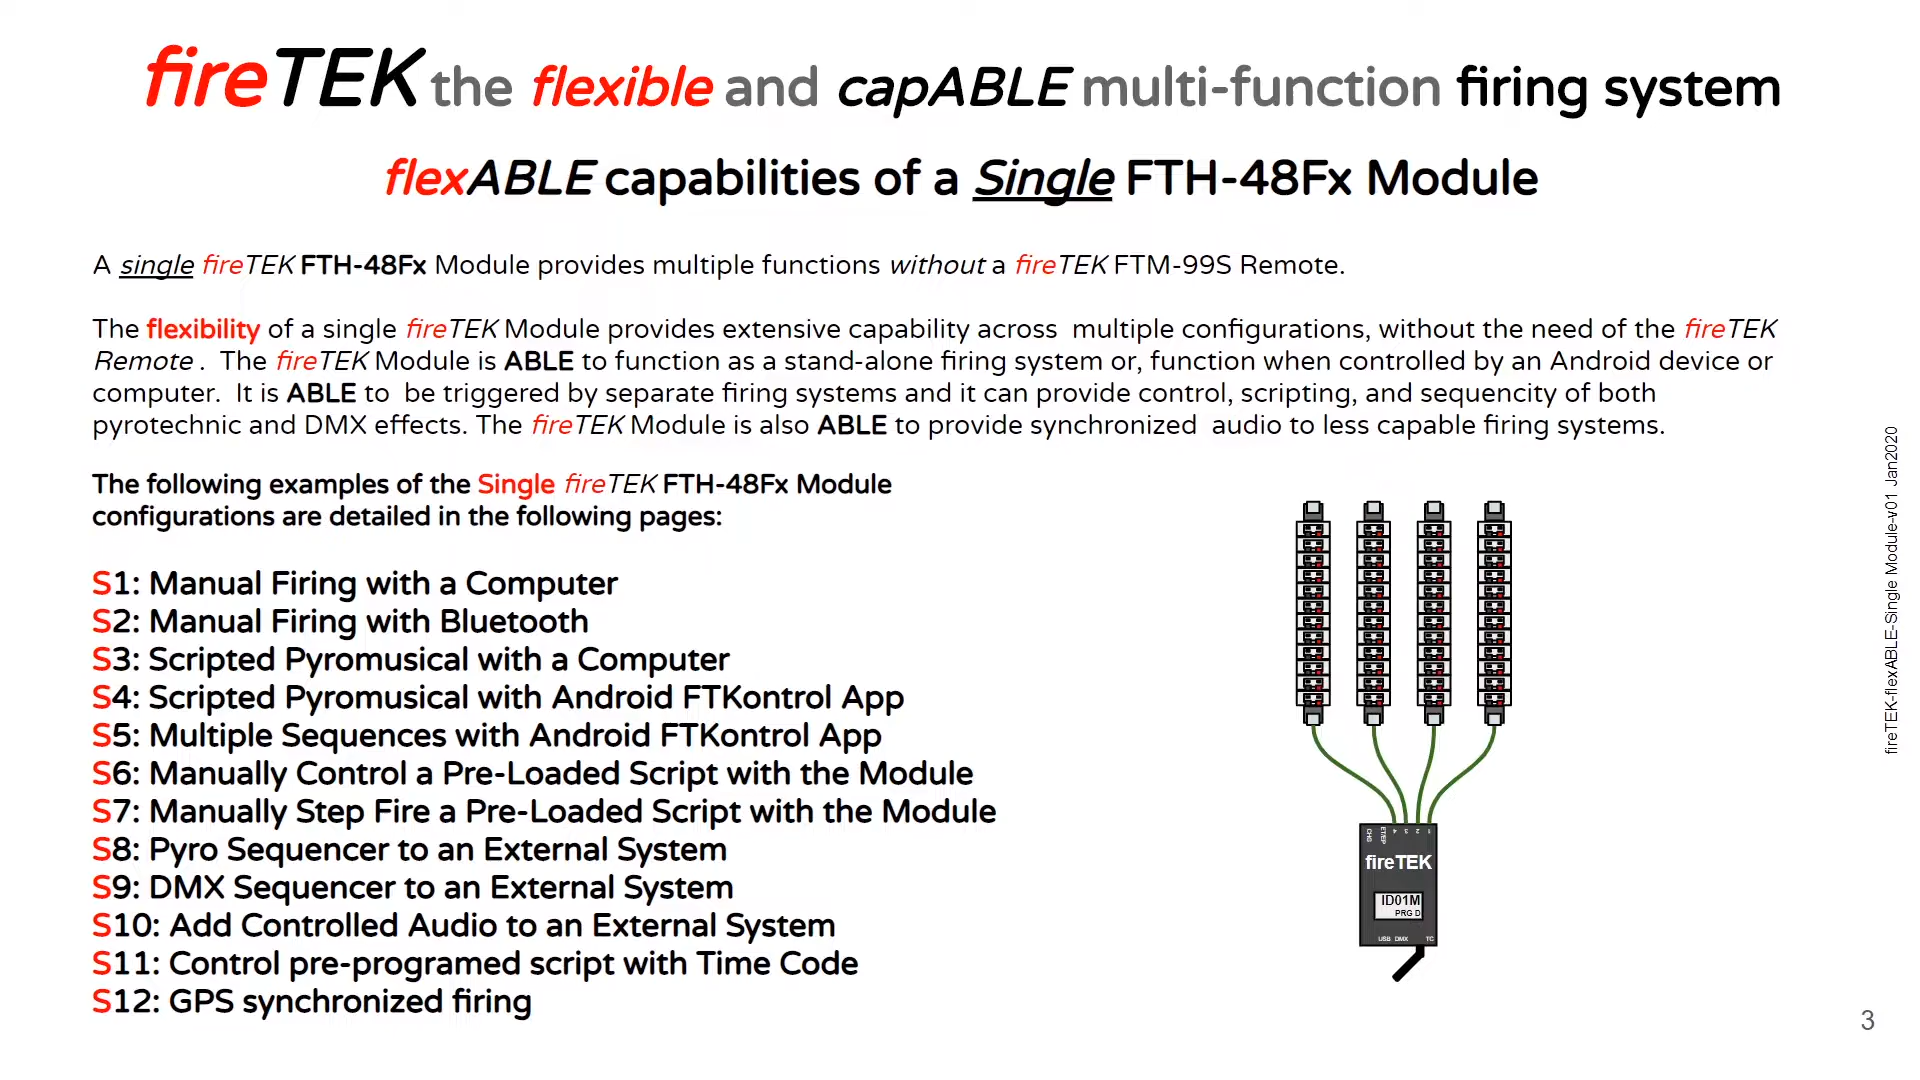 fireTEK the flexible and capABLE multi-function firing system
flexABLE capabilities of a Single FTH-48Fx Module
A single fireTEK FTH-48Fx Module provides multiple functions without a fireTEK FTM-99S Remote.
The flexibility of a single fireTEK Module provides extensive capability across multiple configurations, without the need of the fireTEK
Remote . The fireTEK Module is ABLE to function as a stand-alone firing system or, function when controlled by an Android device or
computer. It is ABLE to be triggered by separate firing systems and it can provide control, scripting, and sequencity of both
pyrotechnic and DMX effects. The fireTEK Module is also ABLE to provide synchronized audio to less capable firing systems.
The following examples of the Single fireTEK FTH-48Fx Module
configurations are detailed in the following pages:
S1: Manual Firing with a Computer
S2: Manual Firing with Bluetooth
S3: Scripted Pyromusical with a Computer
S4: Scripted Pyromusical with Android FTKontrol App
S5: Multiple Sequences with Android FTKontrol App
S6: Manually Control a Pre-Loaded Script with the Module
S7: Manually Step Fire a Pre-Loaded Script with the Module
S8: Pyro Sequencer to an External System
S9: DMX Sequencer to an External System
S10: Add Controlled Audio to an External System
S11: Control pre-programed script with Time Code
S12: GPS synchronized firing
CHG
4 3 2 1
fireTEK
ID01M
PRG D
USB DMX TC
fireTEK-flexABLE-Single Module-v01 Jan2020
3